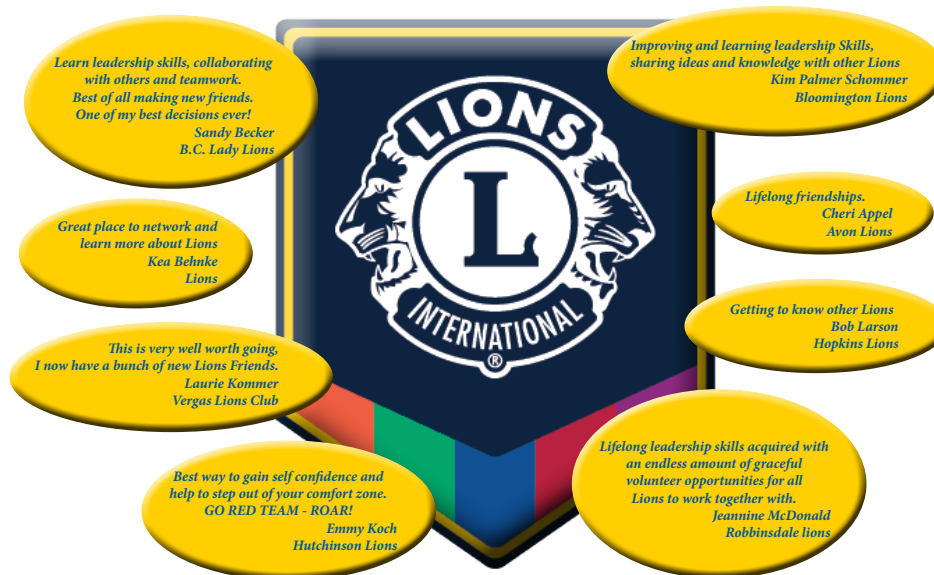 Learn leadership skills, collaborating
with others and teamwork.
Best of all making new friends.
One of my best decisions ever!
Sandy Becker
B.C. Lady Lions
Improving and learning leadership Skills,
sharing ideas and knowledge with other Lions
Kim Palmer Schommer
Bloomington Lions
LIONS
L
INTERNATIONAL
®
Great place to network and
learn more about Lions
Kea Behnke
Lions
Lifelong friendships.
Cheri Appel
Avon Lions
Getting to know other Lions
Bob Larson
Hopkins Lions
This is very well worth going,
I now have a bunch of new Lions Friends.
Laurie Kommer
Vergas Lions Club
Best way to gain self confidence and
help to step out of your comfort zone.
GO RED TEAM - ROAR!
Emmy Koch
Hutchinson Lions
Lifelong leadership skills acquired with
an endless amount of graceful
volunteer opportunities for all
Lions to work together with.
Jeannine McDonald
Robbinsdale lions